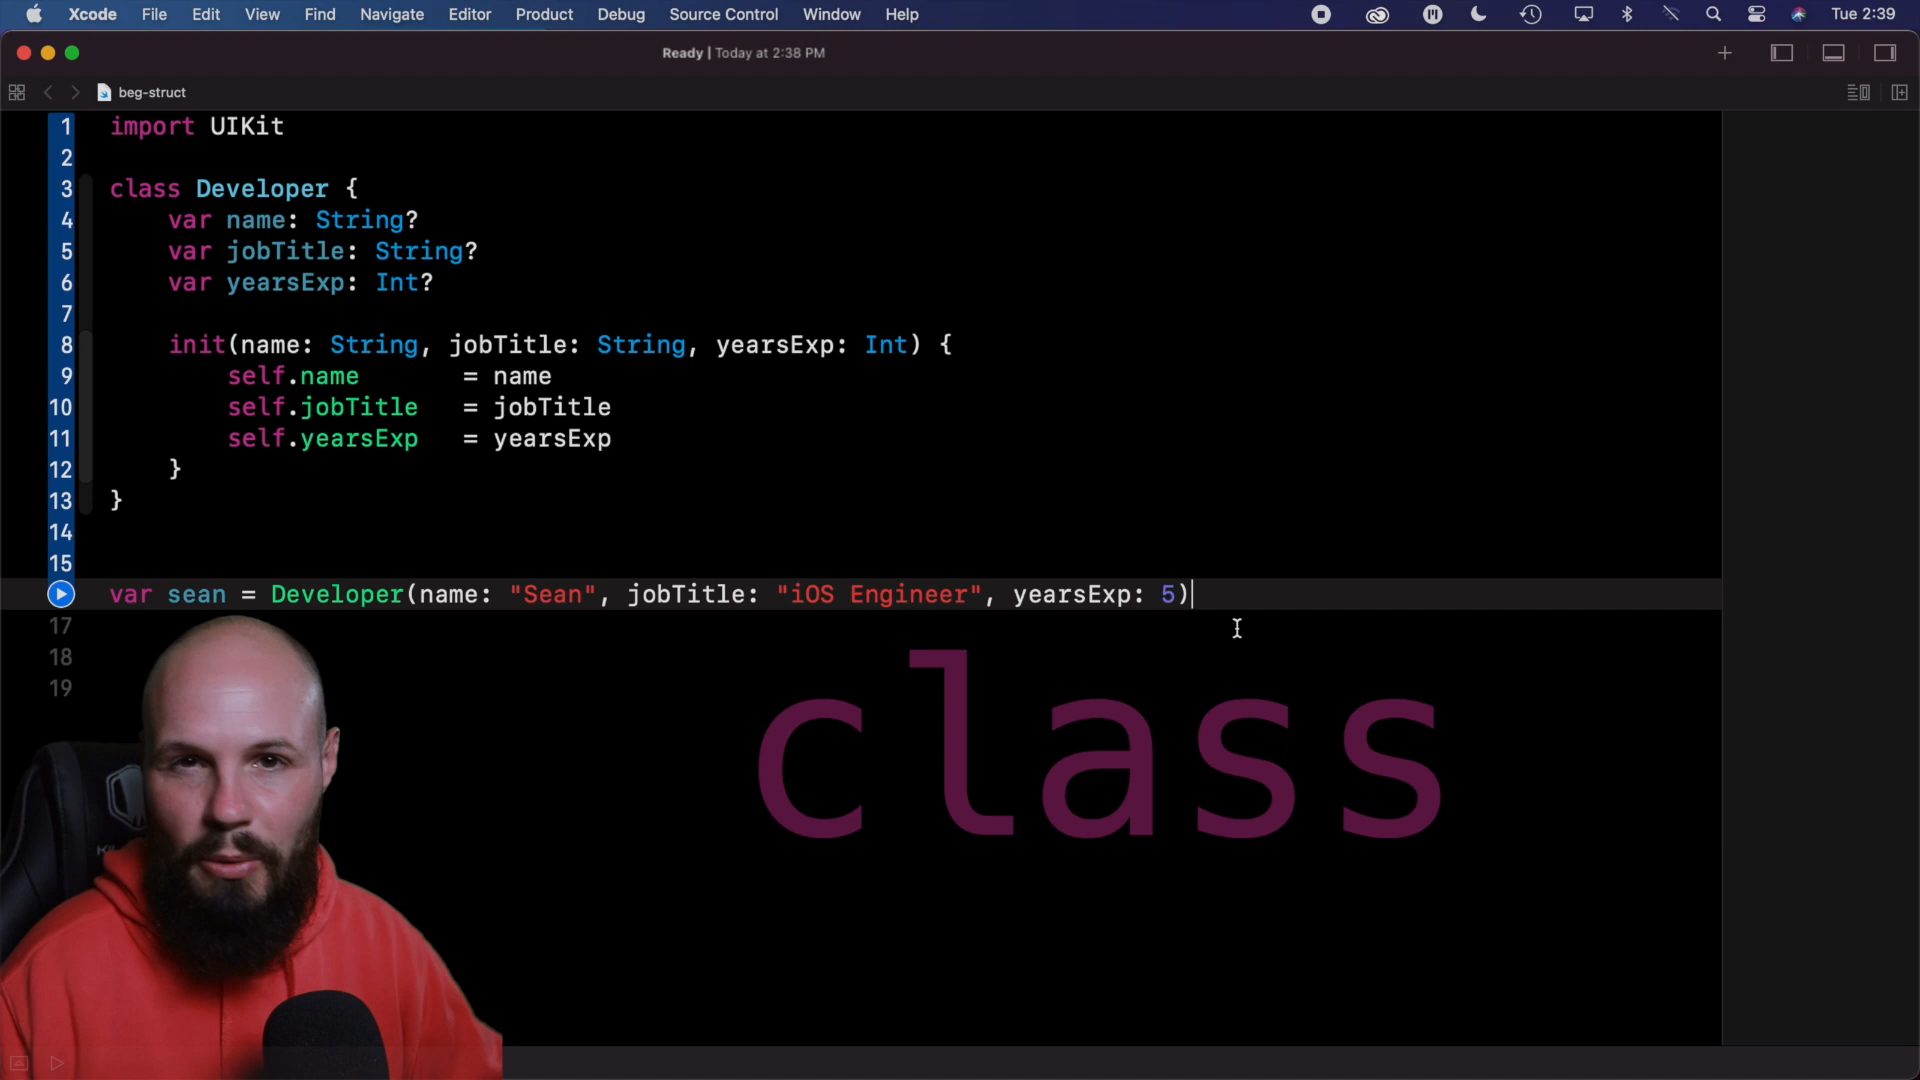 Xcode File Edit View Find Navigate Editor Product Debug Source Control Window Help Tue 2:39
Ready | Today at 2:38 PM
beg-struct
1 import UIKit
2
3 class Developer {
4 var name: String?
5 var jobTitle: String?
6 var yearsExp: Int?
7
8 init(name: String, jobTitle: String, yearsExp: Int) {
9 self.name = name
10 self.jobTitle = jobTitle
11 self.yearsExp = yearsExp
12 }
13 }
14
15
var sean = Developer(name: "Sean", jobTitle: "iOS Engineer", yearsExp: 5)
17
18
19
class